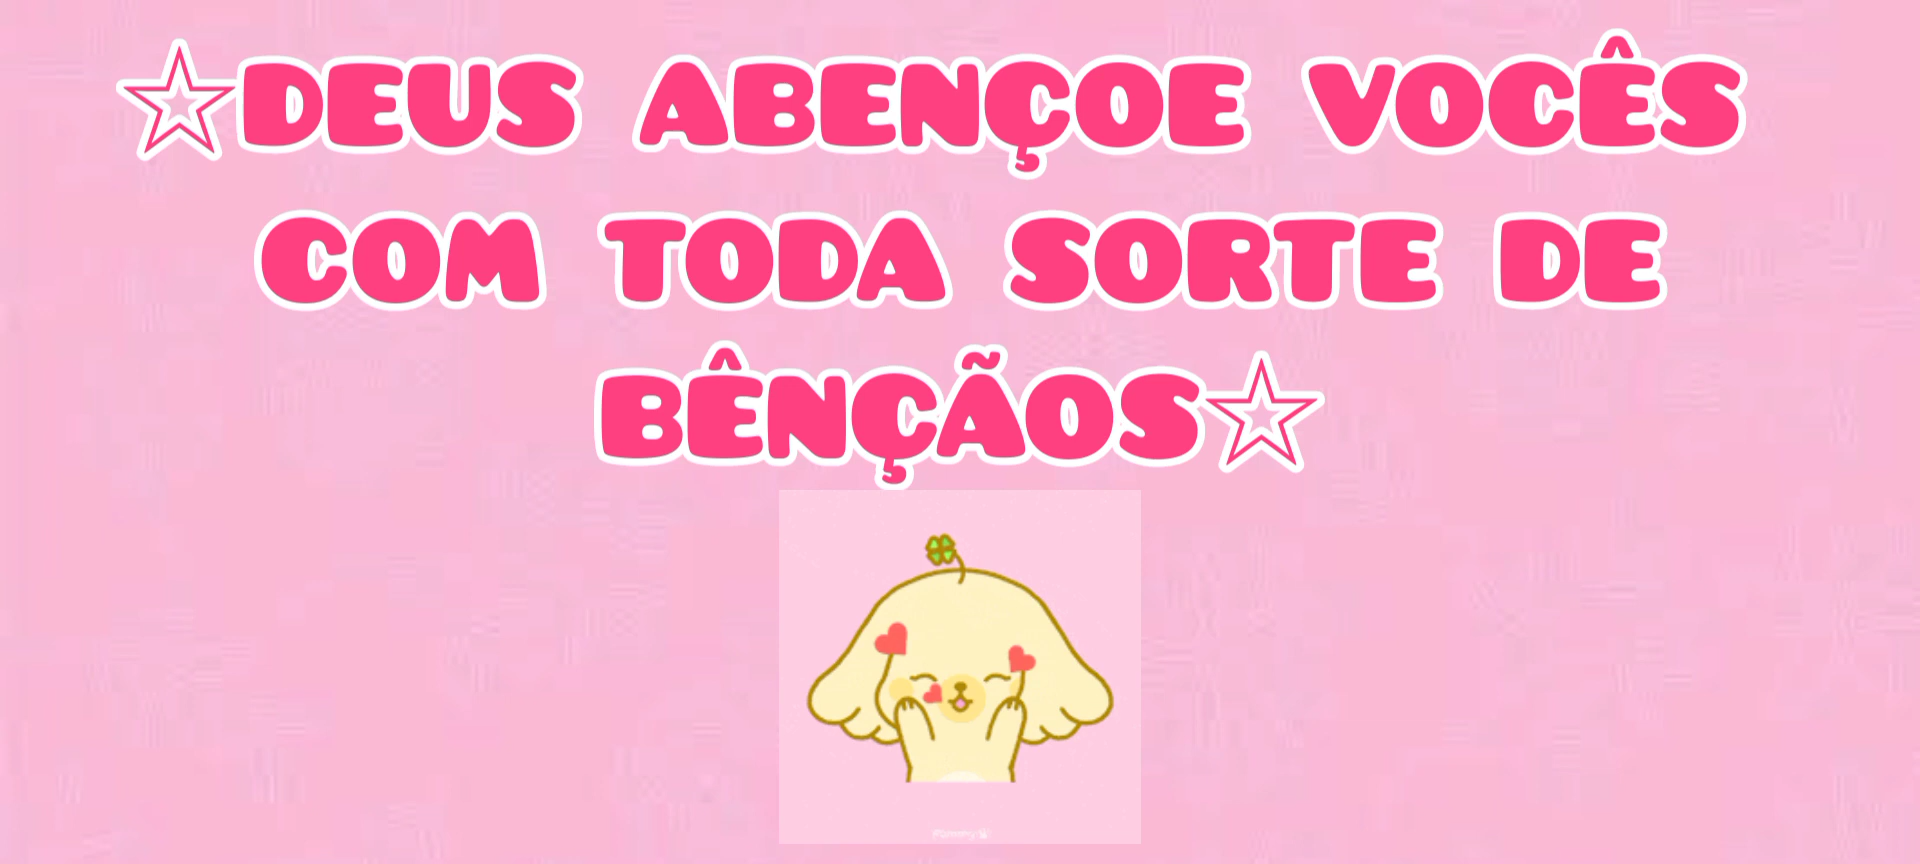 ☆DEUS ABENÇOE VOCÊS
COM TODA SORTE DE
BÊNÇÃOS☆